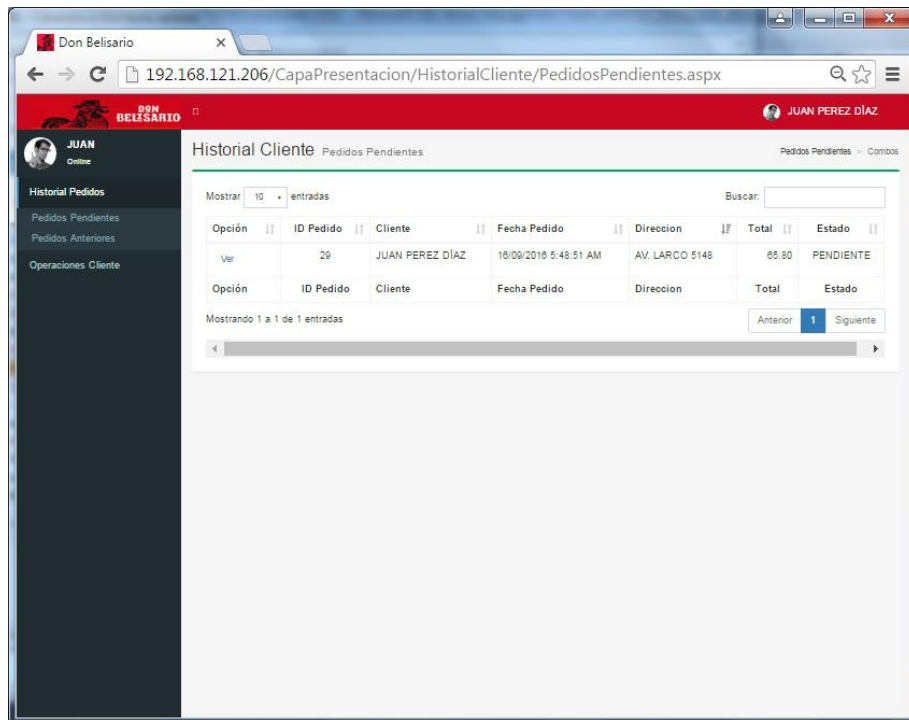 Don Belisario
192.168.121.206/CapaPresentacion/HistorialCliente/PedidosPendientes.aspx
DON BELISARIO
JUAN PEREZ DÍAZ
JUAN
Online
Historial Pedidos
Pedidos Pendientes
Pedidos Anteriores
Operaciones Cliente
Historial Cliente Pedidos Pendientes
Pedidos Pendientes > Combos
Mostrar 10 entradas
Buscar:
Opción ID Pedido Cliente Fecha Pedido Direccion Total Estado
Ver 29 JUAN PEREZ DÍAZ 16/09/2016 5:48:51 AM AV. LARCO 5148 65.80 PENDIENTE
Opción ID Pedido Cliente Fecha Pedido Direccion Total Estado
Mostrando 1 a 1 de 1 entradas
Anterior 1 Siguiente